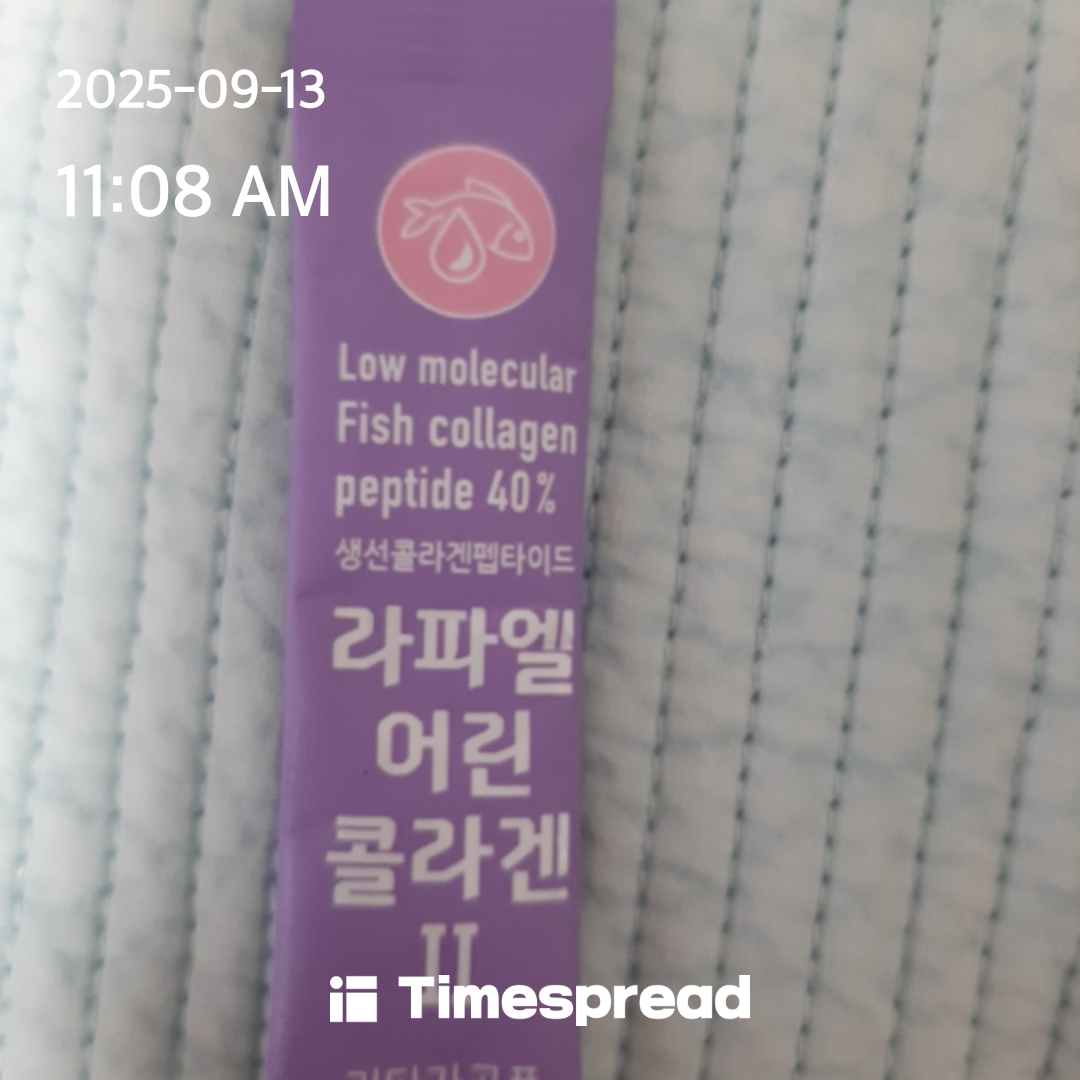 2025-09-13
11:08 AM
Low molecular
Fish collagen
peptide 40%
생선콜라겐펩타이드
라파엘
어린
콜라겐
II
Timespread